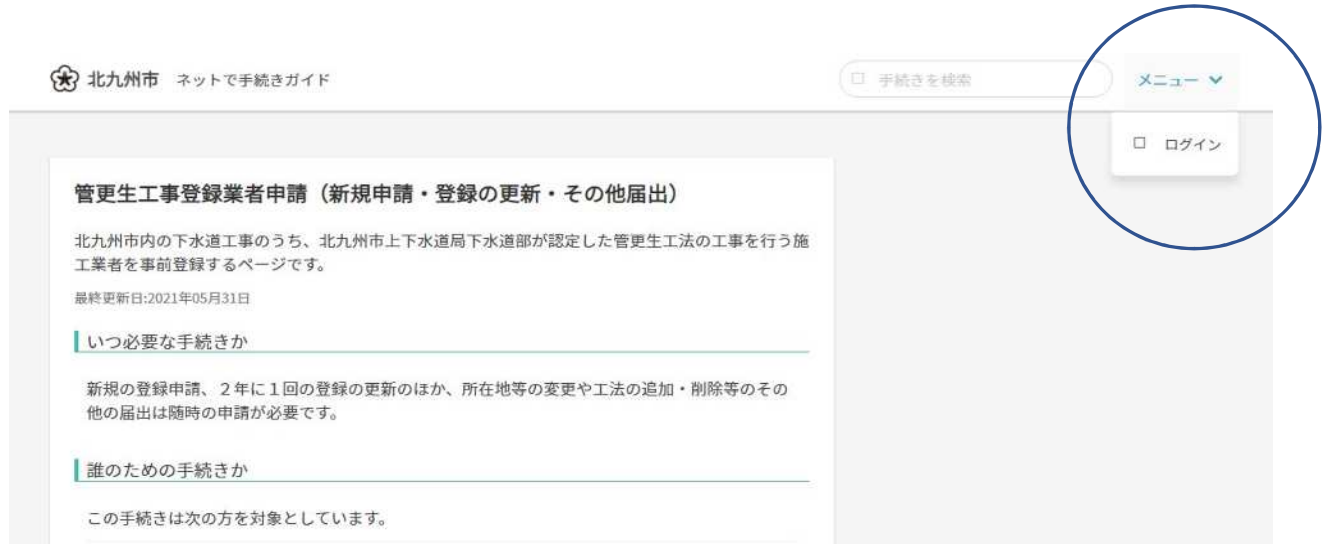 北九州市 ネットで手続きガイド
手続きを検索
メニュー
ログイン
管更生工事登録業者申請（新規申請・登録の更新・その他届出）
北九州市内の下水道工事のうち、北九州市上下水道局下水道部が認定した管更生工法の工事を行う施
工業者を事前登録するページです。
最終更新日:2021年05月31日
いつ必要な手続きか
新規の登録申請、２年に１回の登録の更新のほか、所在地等の変更や工法の追加・削除等のその
他の届出は随時の申請が必要です。
誰のための手続きか
この手続きは次の方を対象としています。